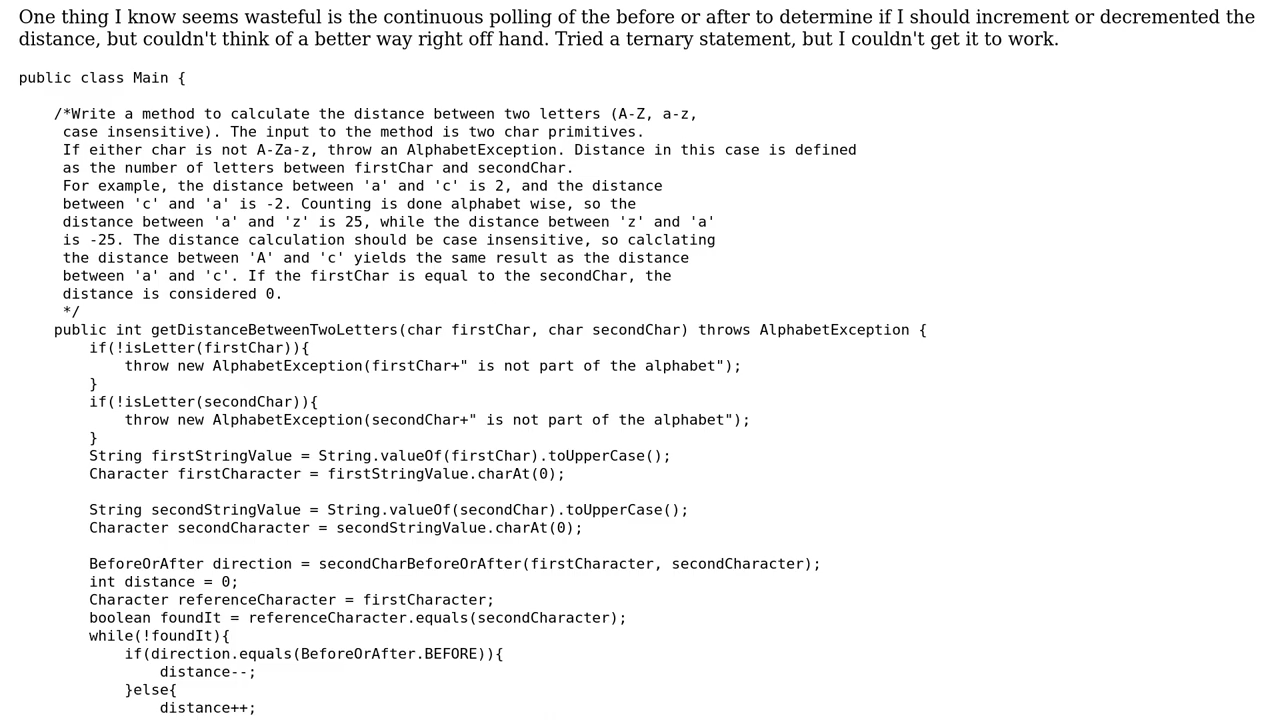 One thing I know seems wasteful is the continuous polling of the before or after to determine if I should increment or decremented the
distance, but couldn't think of a better way right off hand. Tried a ternary statement, but I couldn't get it to work.
public class Main {
/*Write a method to calculate the distance between two letters (A-Z, a-z,
case insensitive). The input to the method is two char primitives.
If either char is not A-Za-z, throw an AlphabetException. Distance in this case is defined
as the number of letters between firstChar and secondChar.
For example, the distance between 'a' and 'c' is 2, and the distance
between 'c' and 'a' is -2. Counting is done alphabet wise, so the
distance between 'a' and 'z' is 25, while the distance between 'z' and 'a'
is -25. The distance calculation should be case insensitive, so calclating
the distance between 'A' and 'c' yields the same result as the distance
between 'a' and 'c'. If the firstChar is equal to the secondChar, the
distance is considered 0.
*/
public int getDistanceBetweenTwoLetters(char firstChar, char secondChar) throws AlphabetException {
if(!isLetter(firstChar)){
throw new AlphabetException(firstChar+" is not part of the alphabet");
}
if(!isLetter(secondChar)){
throw new AlphabetException(secondChar+" is not part of the alphabet");
}
String firstStringValue = String.valueOf(firstChar).toUpperCase();
Character firstCharacter = firstStringValue.charAt(0);
String secondStringValue = String.valueOf(secondChar).toUpperCase();
Character secondCharacter = secondStringValue.charAt(0);
BeforeOrAfter direction = secondCharBeforeOrAfter(firstCharacter, secondCharacter);
int distance = 0;
Character referenceCharacter = firstCharacter;
boolean foundIt = referenceCharacter.equals(secondCharacter);
while(!foundIt){
if(direction.equals(BeforeOrAfter.BEFORE)){
distance--;
}else{
distance++;